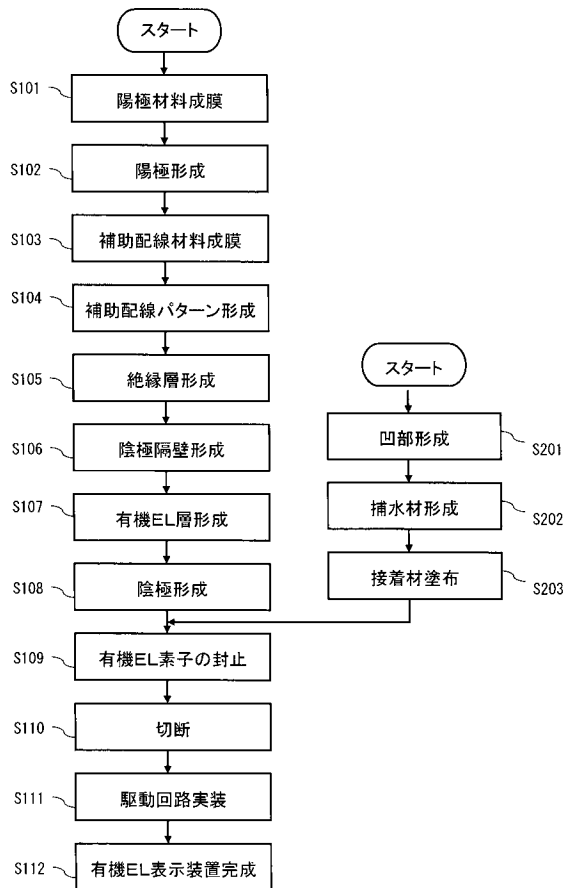 スタート
S101
陽極材料成膜
S102
陽極形成
S103
補助配線材料成膜
S104
補助配線パターン形成
S105
絶縁層形成
S106
陰極隔壁形成
S107
有機EL層形成
S108
陰極形成
スタート
凹部形成
S201
補水材形成
S202
接着材塗布
S203
S109
有機EL素子の封止
S110
切断
S111
駆動回路実装
S112
有機EL表示装置完成